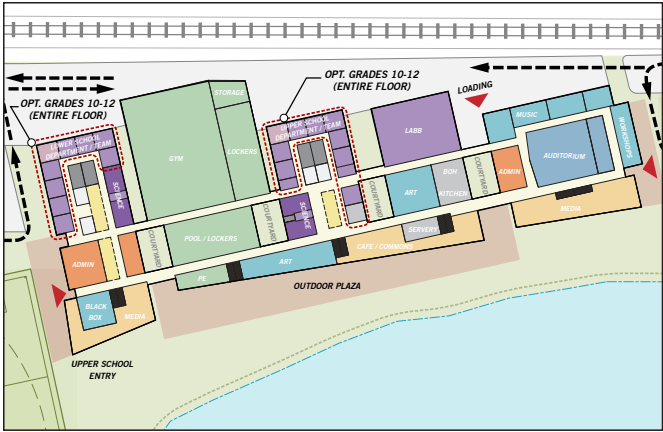 OPT. GRADES 10-12
(ENTIRE FLOOR)
OPT. GRADES 10-12
(ENTIRE FLOOR)
STORAGE
LOADING
MUSIC
LOWER SCHOOL
DEPARTMENT / TEAM
UPPER SCHOOL
DEPARTMENT / TEAM
GYM
LOCKERS
LABB
WORKSHOPS
AUDITORIUM
SCIENCE
BOH
KITCHEN
COURTYARD
ADMIN
ART
COURTYARD
SCIENCE
COURTYARD
MEDIA
COURTYARD
POOL / LOCKERS
SERVERY
CAFE / COMMONS
ADMIN
ART
PE
OUTDOOR PLAZA
BLACK
BOX
MEDIA
UPPER SCHOOL
ENTRY